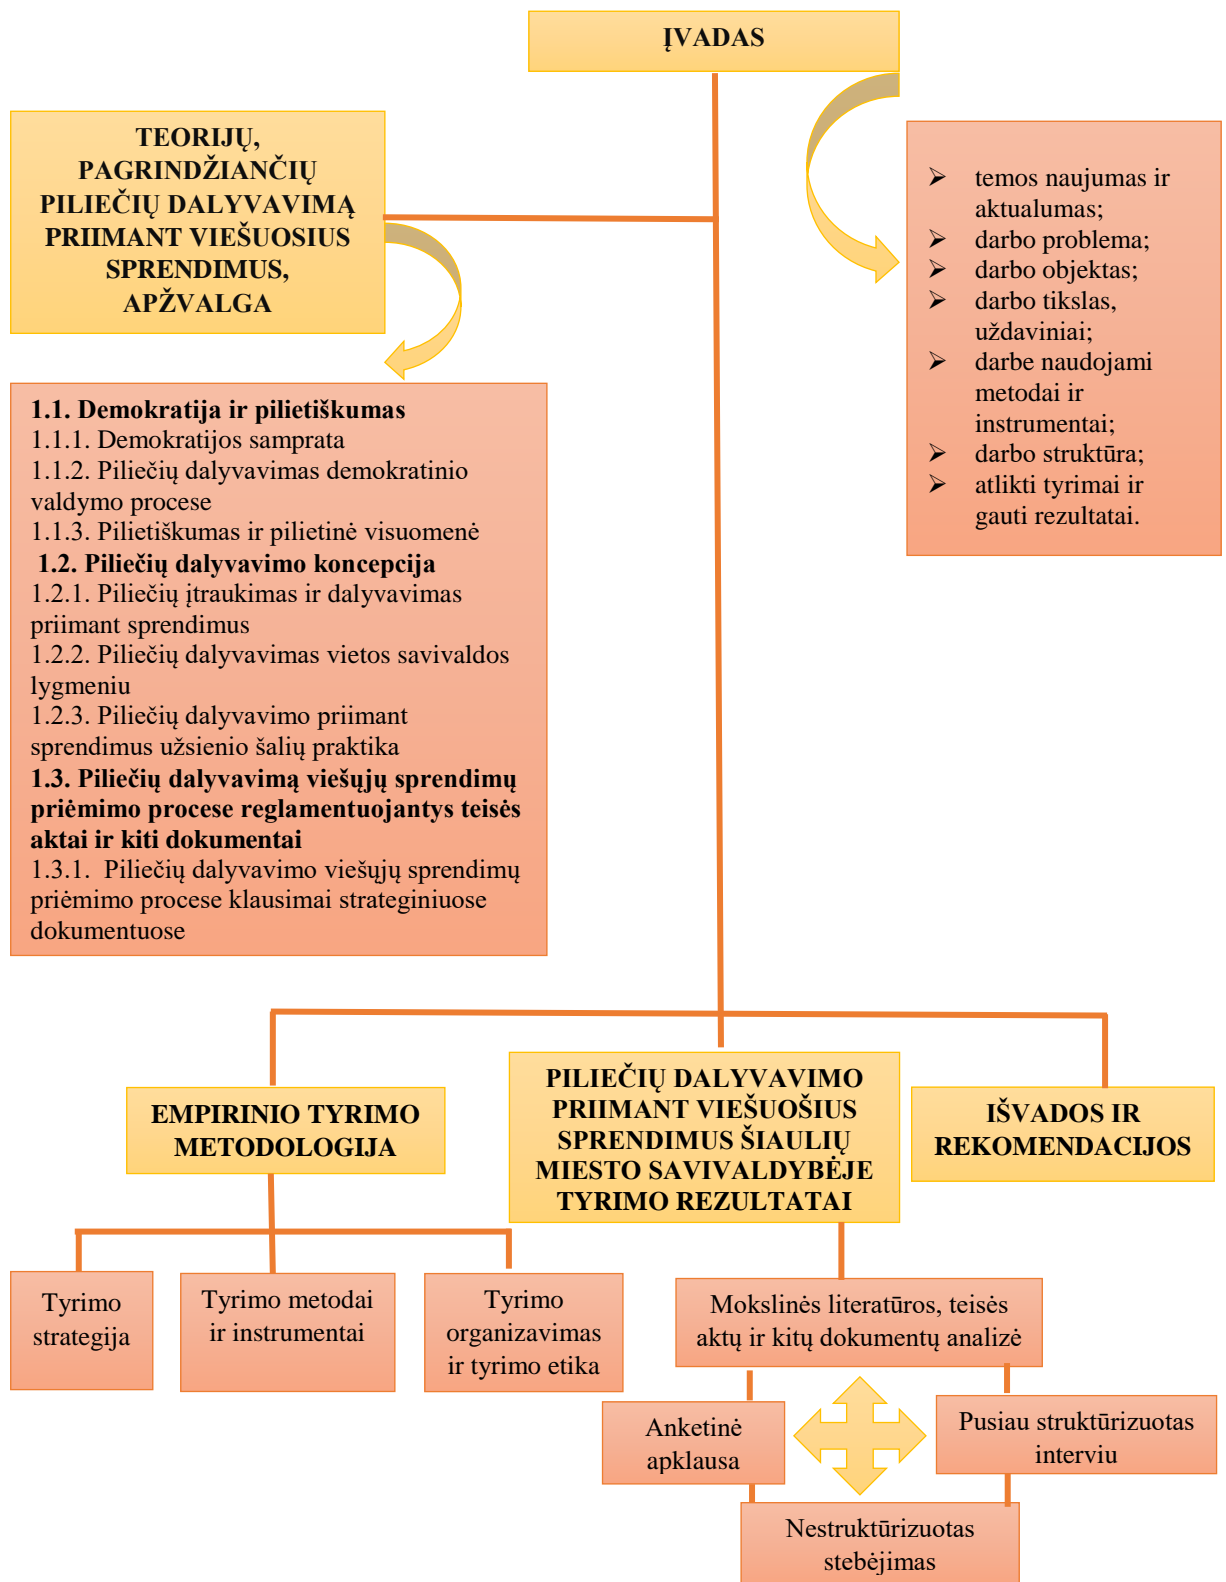 ĮVADAS
TEORIJŲ,
PAGRINDŽIANČIŲ
PILIEČIŲ DALYVAVIMĄ
PRIIMANT VIEŠUOSIUS
SPRENDIMUS,
APŽVALGA
➢ temos naujumas ir
aktualumas;
➢ darbo problema;
➢ darbo objektas;
➢ darbo tikslas,
uždaviniai;
➢ darbe naudojami
metodai ir
instrumentai;
➢ darbo struktūra;
➢ atlikti tyrimai ir
gauti rezultatai.
1.1. Demokratija ir pilietiškumas
1.1.1. Demokratijos samprata
1.1.2. Piliečių dalyvavimas demokratinio
valdymo procese
1.1.3. Pilietiškumas ir pilietinė visuomenė
1.2. Piliečių dalyvavimo koncepcija
1.2.1. Piliečių įtraukimas ir dalyvavimas
priimant sprendimus
1.2.2. Piliečių dalyvavimas vietos savivaldos
lygmeniu
1.2.3. Piliečių dalyvavimo priimant
sprendimus užsienio šalių praktika
1.3. Piliečių dalyvavimą viešųjų sprendimų
priėmimo procese reglamentuojantys teisės
aktai ir kiti dokumentai
1.3.1. Piliečių dalyvavimo viešųjų sprendimų
priėmimo procese klausimai strateginiuose
dokumentuose
EMPIRINIO TYRIMO
METODOLOGIJA
PILIEČIŲ DALYVAVIMO
PRIIMANT VIEŠUOŠIUS
SPRENDIMUS ŠIAULIŲ
MIESTO SAVIVALDYBĖJE
TYRIMO REZULTATAI
IŠVADOS IR
REKOMENDACIJOS
Tyrimo
strategija
Tyrimo metodai
ir instrumentai
Tyrimo
organizavimas
ir tyrimo etika
Mokslinės literatūros, teisės
aktų ir kitų dokumentų analizė
Anketinė
apklausa
Pusiau struktūrizuotas
interviu
Nestruktūrizuotas
stebėjimas